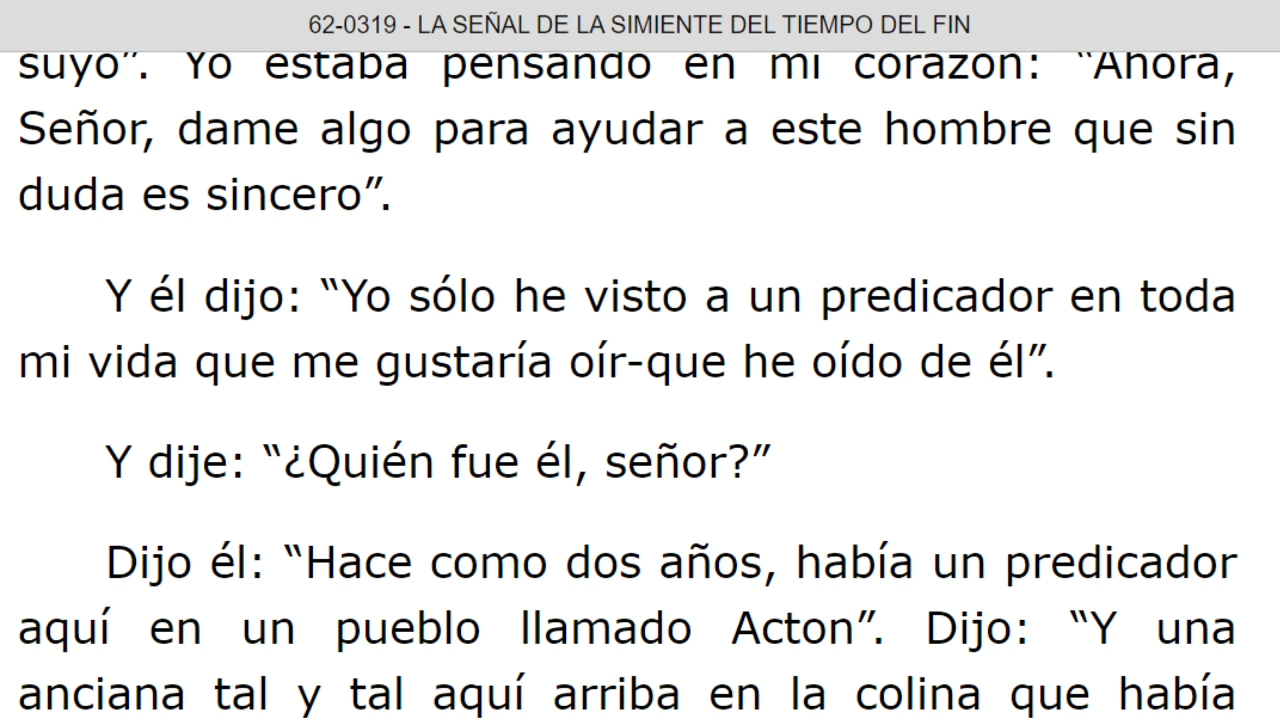 62-0319 - LA SEÑAL DE LA SIMIENTE DEL TIEMPO DEL FIN
suyo”. Yo estaba pensando en mi corazón: “Ahora,
Señor, dame algo para ayudar a este hombre que sin
duda es sincero”.
Y él dijo: “Yo sólo he visto a un predicador en toda
mi vida que me gustaría oír-que he oído de él”.
Y dije: “¿Quién fue él, señor?”
Dijo él: “Hace como dos años, había un predicador
aquí en un pueblo llamado Acton”. Dijo: “Y una
anciana tal y tal aquí arriba en la colina que había